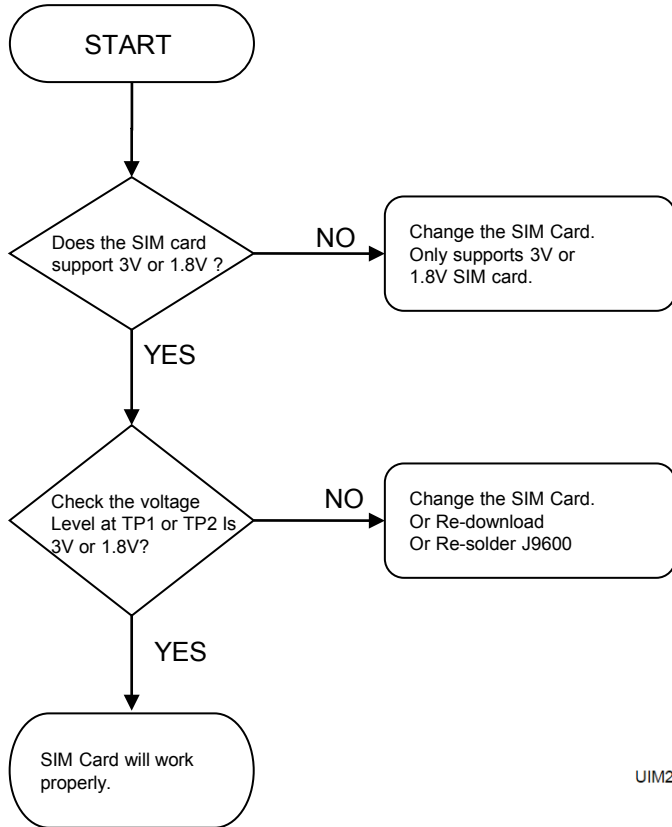 START
Does the SIM card
support 3V or 1.8V ?
NO
Change the SIM Card.
Only supports 3V or
1.8V SIM card.
YES
Check the voltage
Level at TP1 or TP2 Is
3V or 1.8V?
NO
Change the SIM Card.
Or Re-download
Or Re-solder J9600
YES
SIM Card will work
properly.
UIM2